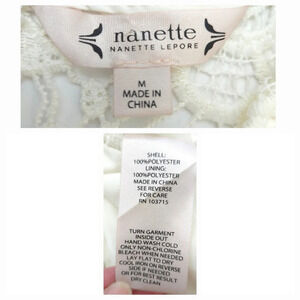 nanette
NANETTE LEPORE
M
MADE IN
CHINA
SHELL:
100%POLYESTER
LINING:
100%POLYESTER
MADE IN CHINA
SEE REVERSE
FOR CARE
RN 103715
TURN GARMENT
INSIDE OUT
HAND WASH COLD
ONLY NON-CHLORINE
BLEACH WHEN NEEDED
LAY FLAT TO DRY
COOL IRON ON REVERSE
SIDE IF NEEDED
OR FOR BEST RESULT
DRY CLEAN